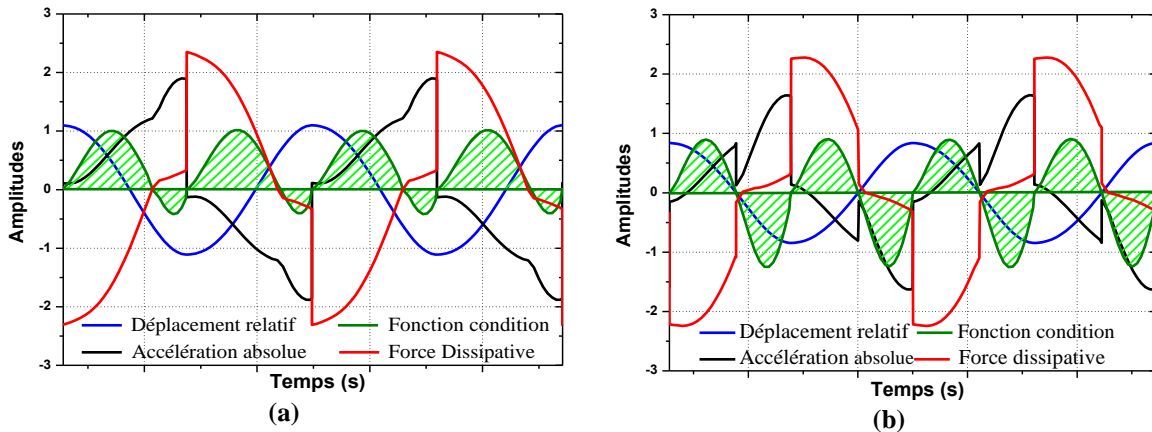 3
2
1
0
-1
-2
-3
Amplitudes
Déplacement relatif
Fonction condition
Accélération absolue
Force Dissipative
Temps (s)
(a)
3
2
1
0
-1
-2
-3
Amplitudes
Déplacement relatif
Fonction condition
Accélération absolue
Force dissipative
Temps (s)
(b)